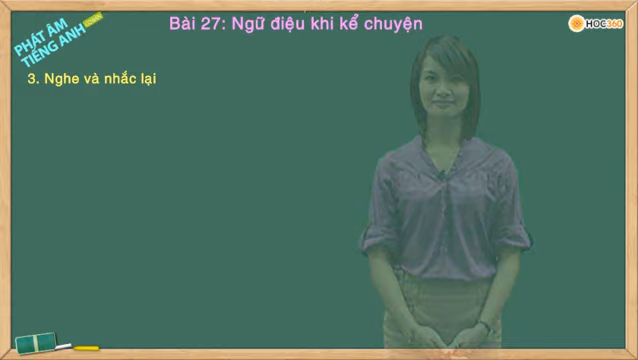 PHÁT ÂM
TIẾNG ANH
Bài 27: Ngữ điệu khi kể chuyện
HOC360
3. Nghe và nhắc lại